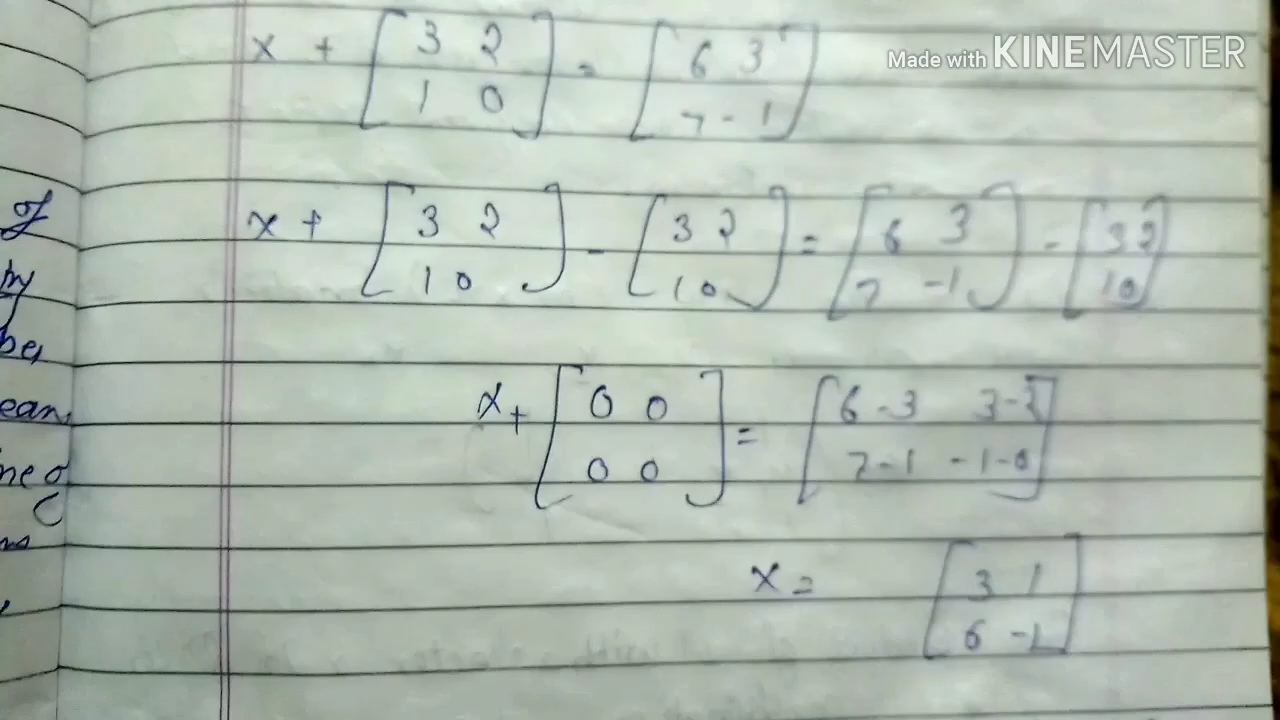 Made with KINEMASTER
x + [ 3 2 ] = [ 6 3 ]
[ 1 0 ] [ 7 -1 ]
x + [ 3 2 ] - [ 3 2 ] = [ 6 3 ] - [ 3 2 ]
[ 1 0 ] [ 1 0 ] [ 7 -1 ] [ 1 0 ]
x + [ 0 0 ] = [ 6-3 3-2 ]
[ 0 0 ] [ 7-1 -1-0 ]
x = [ 3 1 ]
[ 6 -1 ]
of
by